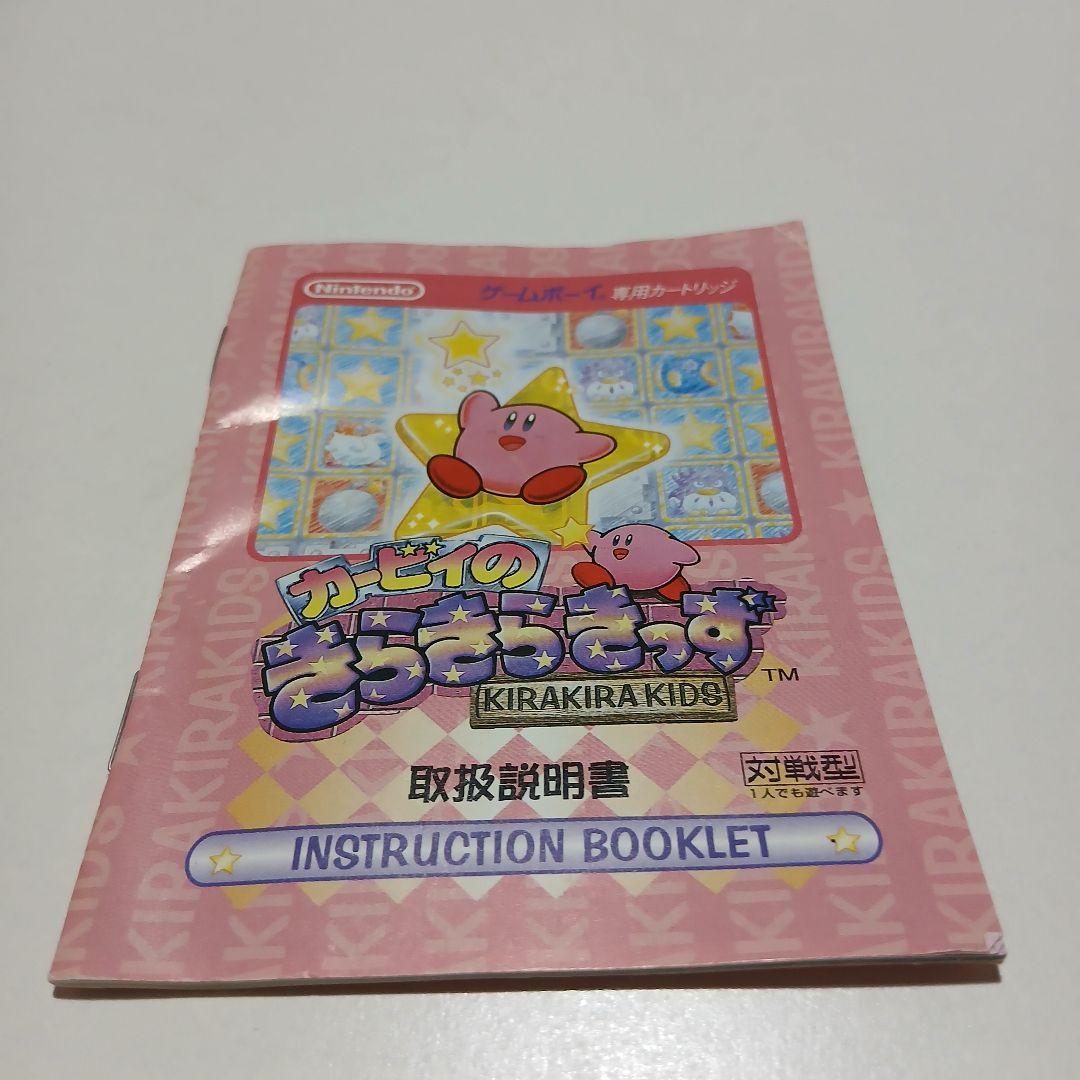 Nintendo
ゲームボーイ® 専用カートリッジ
カービィの
きらきらきっず
KIRAKIRA KIDS
TM
取扱説明書
対戦型
1人でも遊べます
INSTRUCTION BOOKLET